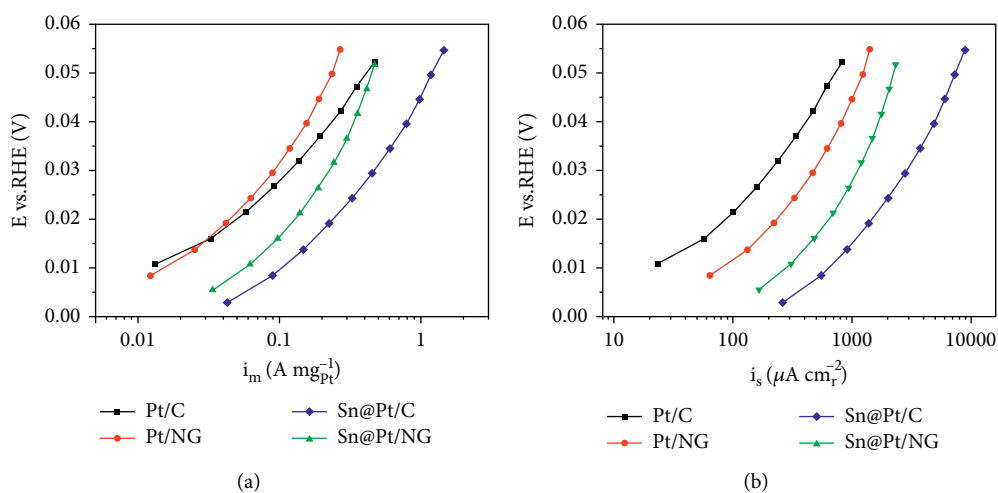 0.06
0.05
0.04
0.03
0.02
0.01
0.00
E vs.RHE (V)
0.01 0.1 1
i_m (A mg_Pt^−1)
Pt/C Sn@Pt/C
Pt/NG Sn@Pt/NG
(a)
0.06
0.05
0.04
0.03
0.02
0.01
0.00
E vs.RHE (V)
10 100 1000 10000
i_s (μA cm_r^−2)
Pt/C Sn@Pt/C
Pt/NG Sn@Pt/NG
(b)